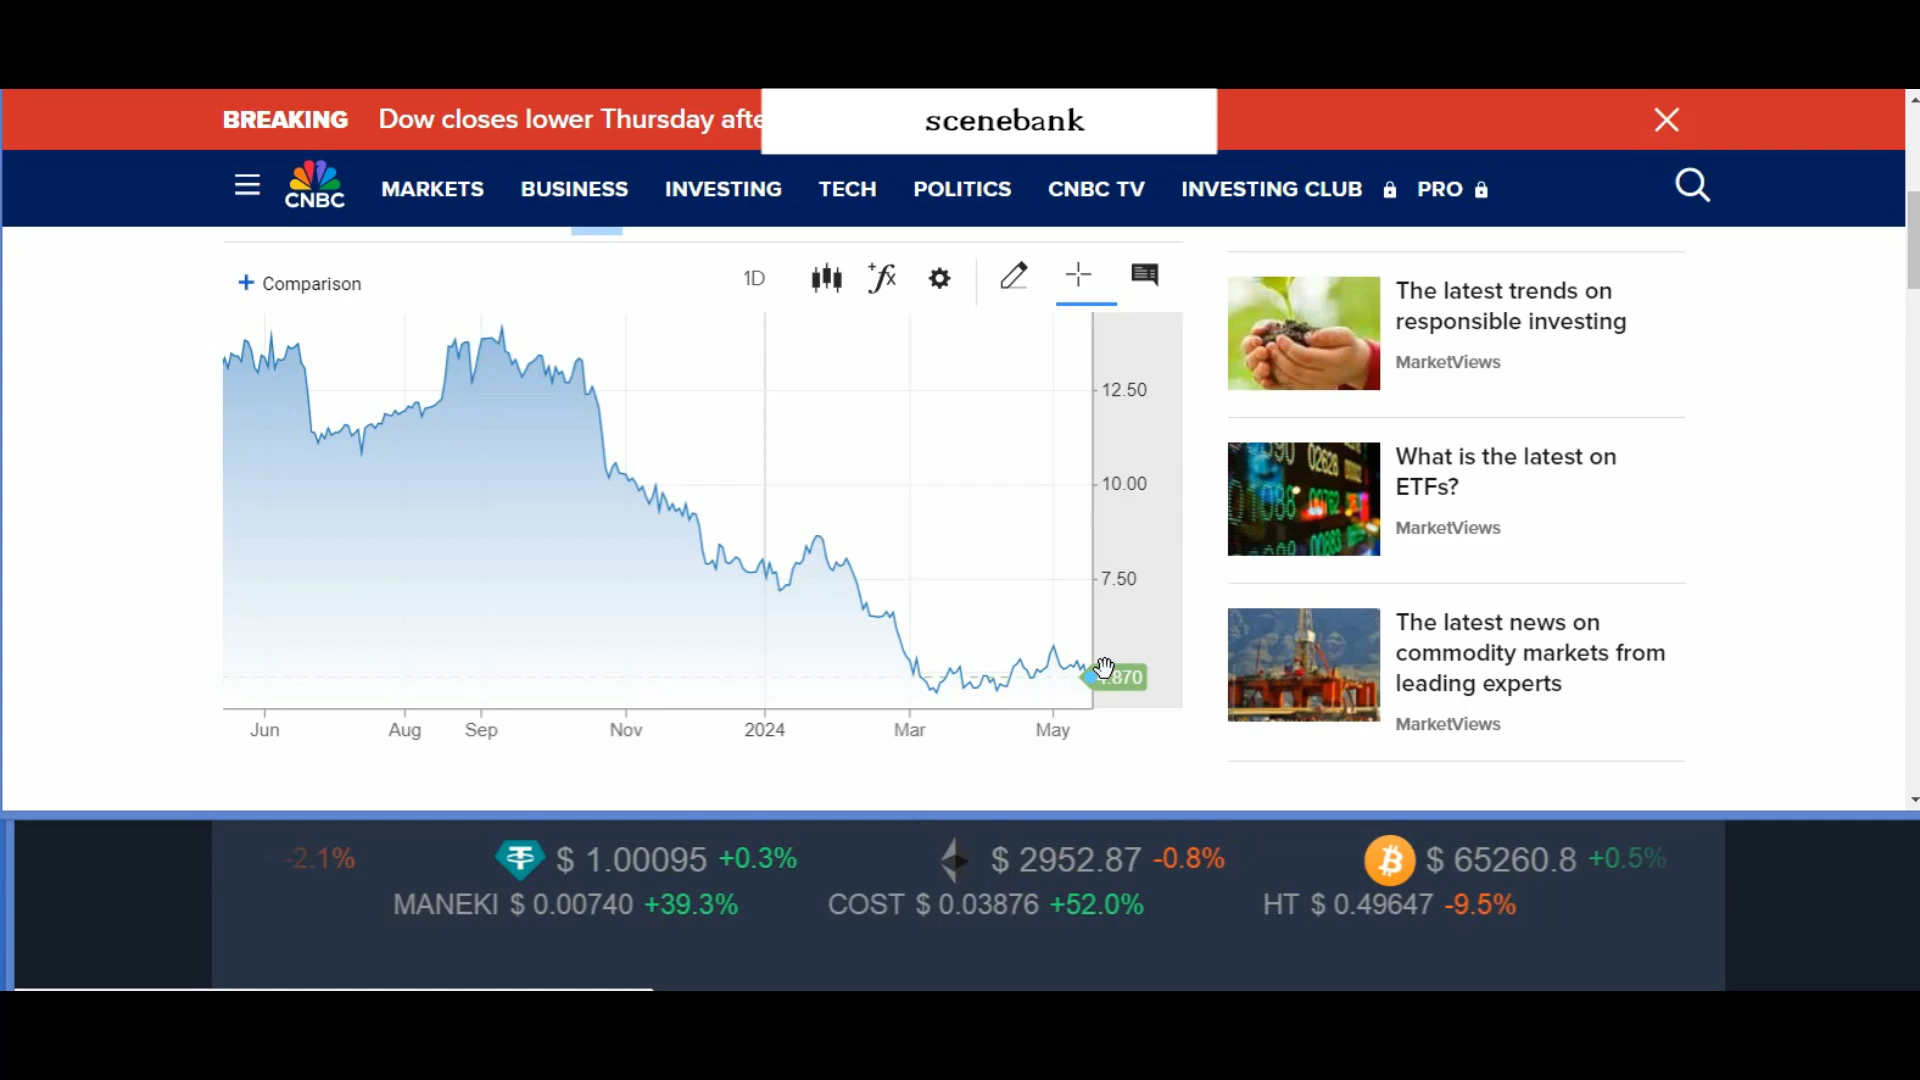 BREAKING Dow closes lower Thursday afte
scenebank
CNBC
MARKETS BUSINESS INVESTING TECH POLITICS CNBC TV INVESTING CLUB PRO
+ Comparison
1D
12.50
10.00
7.50
.870
Jun Aug Sep Nov 2024 Mar May
The latest trends on
responsible investing
MarketViews
What is the latest on
ETFs?
MarketViews
The latest news on
commodity markets from
leading experts
MarketViews
-2.1% $ 1.00095 +0.3% $ 2952.87 -0.8% $ 65260.8 +0.5%
MANEKI $ 0.00740 +39.3% COST $ 0.03876 +52.0% HT $ 0.49647 -9.5%